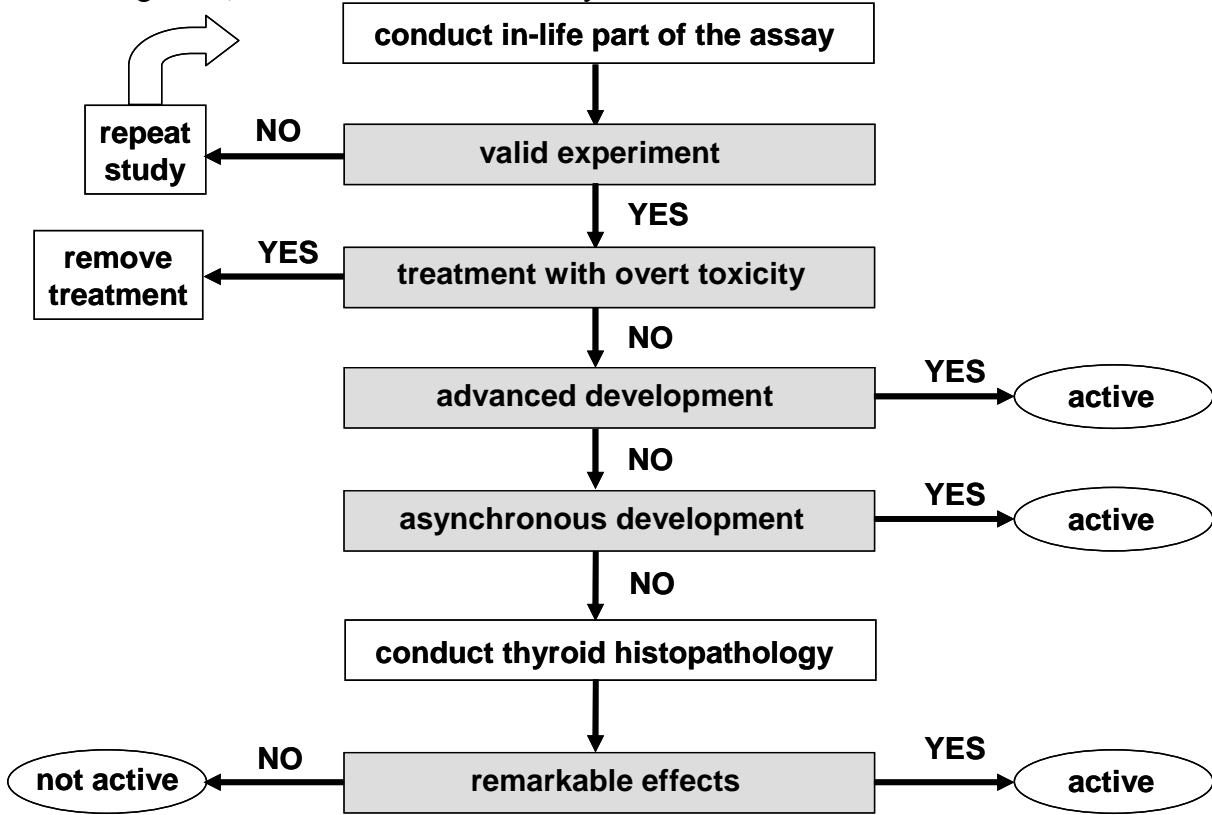 conduct in-life part of the assay
repeat
study
NO
valid experiment
YES
remove
treatment
YES
treatment with overt toxicity
NO
advanced development
YES
active
NO
asynchronous development
YES
active
NO
conduct thyroid histopathology
not active
NO
remarkable effects
YES
active